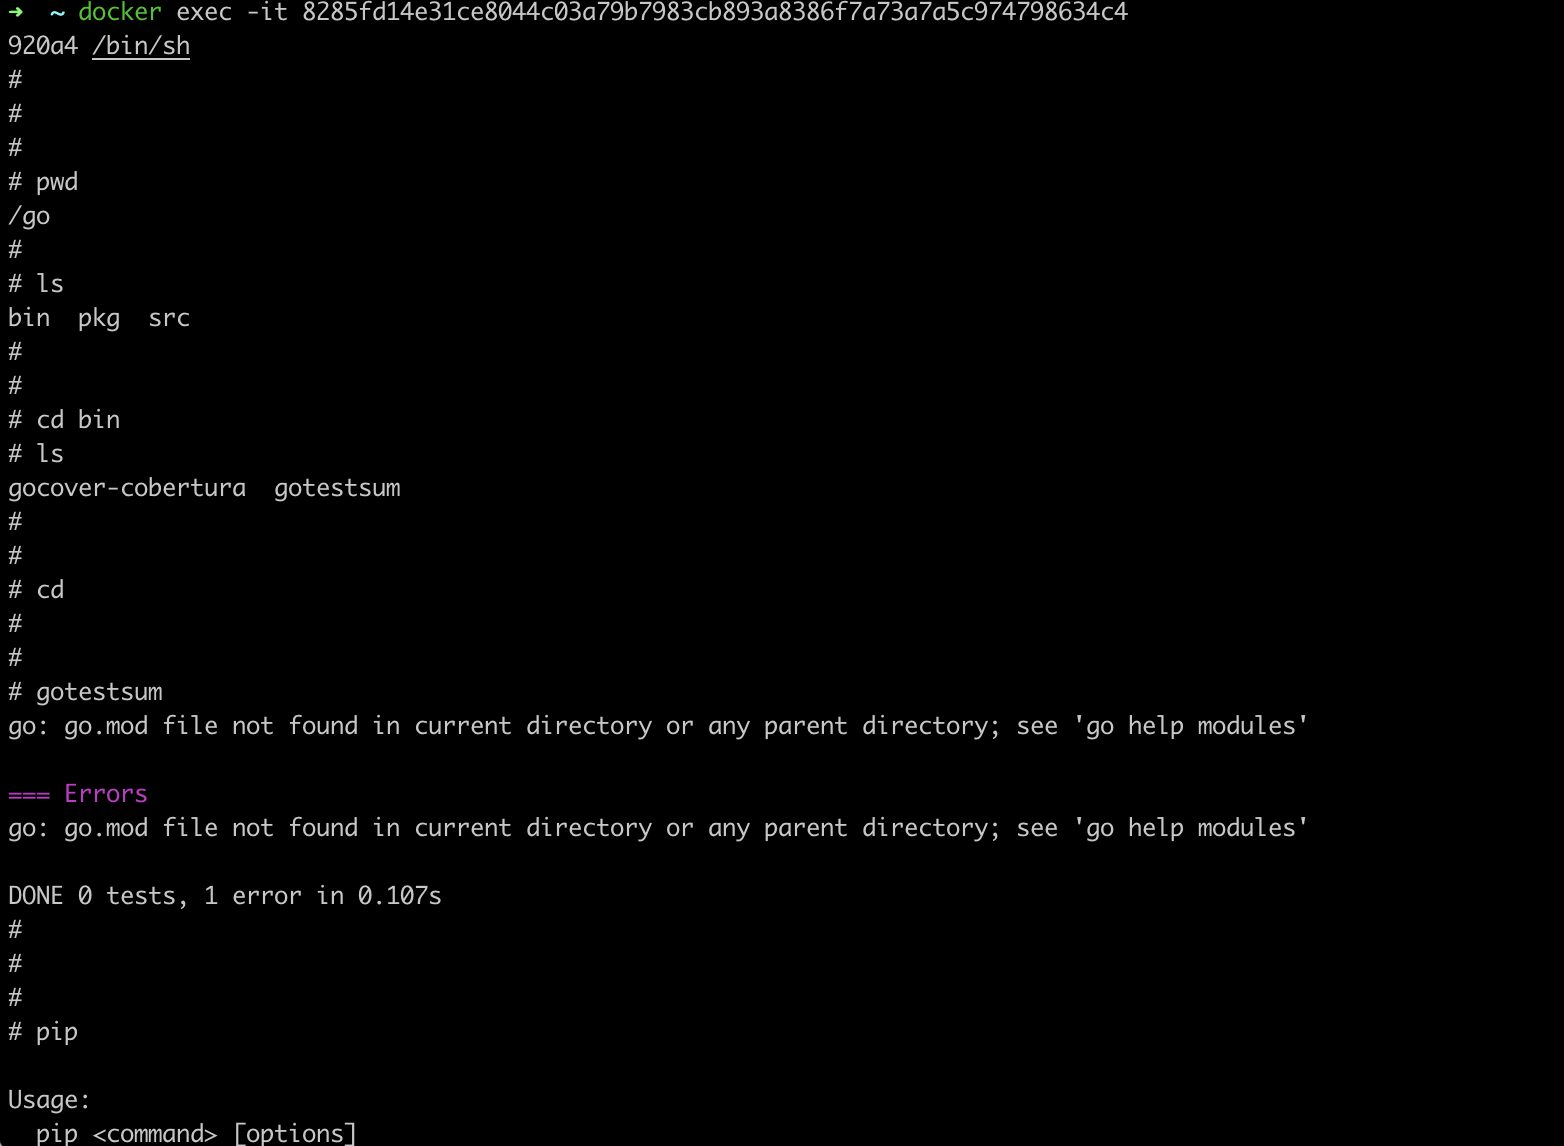 → ~ docker exec -it 8285fd14e31ce8044c03a79b7983cb893a8386f7a73a7a5c974798634c4
920a4 /bin/sh
#
#
#
# pwd
/go
#
# ls
bin pkg src
#
#
# cd bin
# ls
gocover-cobertura gotestsum
#
#
# cd
#
#
# gotestsum
go: go.mod file not found in current directory or any parent directory; see 'go help modules'
=== Errors
go: go.mod file not found in current directory or any parent directory; see 'go help modules'
DONE 0 tests, 1 error in 0.107s
#
#
#
# pip
Usage:
pip <command> [options]